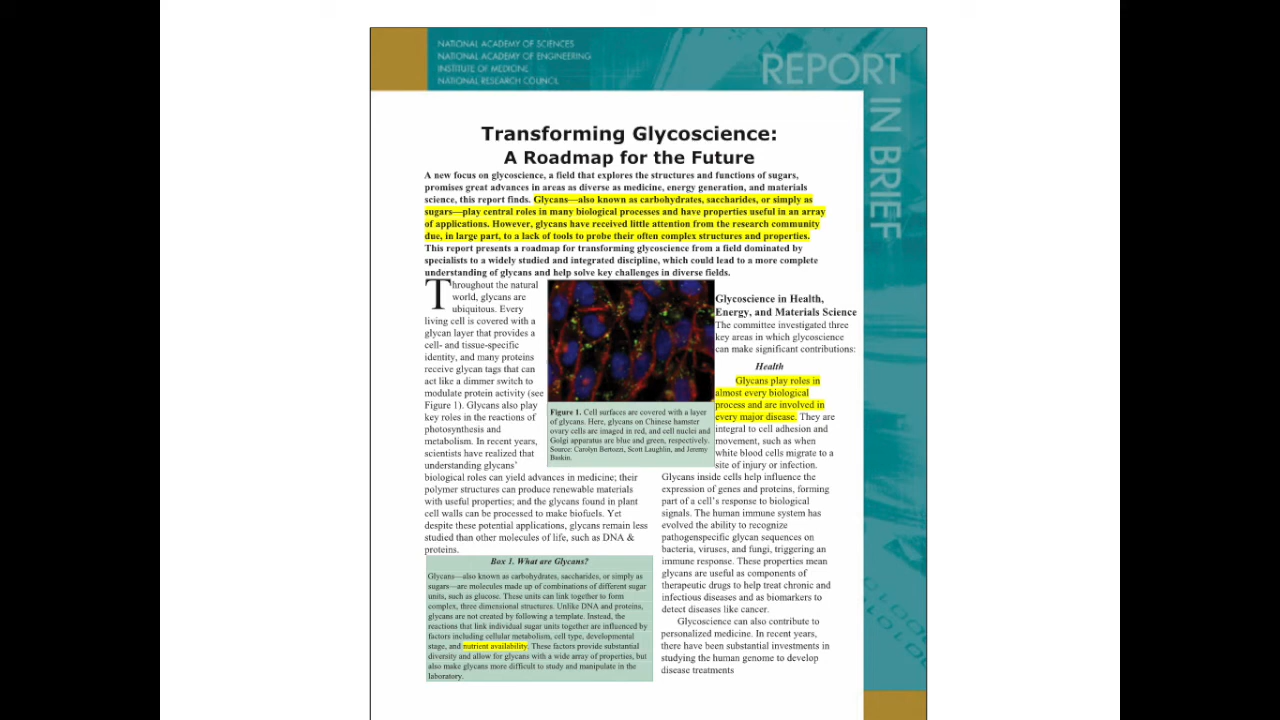 NATIONAL ACADEMY OF SCIENCES
NATIONAL ACADEMY OF ENGINEERING
INSTITUTE OF MEDICINE
NATIONAL RESEARCH COUNCIL
REPORT
IN BRIEF
Transforming Glycoscience:
A Roadmap for the Future
A new focus on glycoscience, a field that explores the structures and functions of sugars,
promises great advances in areas as diverse as medicine, energy generation, and materials
science, this report finds. Glycans—also known as carbohydrates, saccharides, or simply as
sugars—play central roles in many biological processes and have properties useful in an array
of applications. However, glycans have received little attention from the research community
due, in large part, to a lack of tools to probe their often complex structures and properties.
This report presents a roadmap for transforming glycoscience from a field dominated by
specialists to a widely studied and integrated discipline, which could lead to a more complete
understanding of glycans and help solve key challenges in diverse fields.
Throughout the natural
world, glycans are
ubiquitous. Every
living cell is covered with a
glycan layer that provides a
cell- and tissue-specific
identity, and many proteins
receive glycan tags that can
act like a dimmer switch to
modulate protein activity (see
Figure 1). Glycans also play
key roles in the reactions of
photosynthesis and
metabolism. In recent years,
scientists have realized that
understanding glycans'
biological roles can yield advances in medicine; their
polymer structures can produce renewable materials
with useful properties; and the glycans found in plant
cell walls can be processed to make biofuels. Yet
despite these potential applications, glycans remain less
studied than other molecules of life, such as DNA &
proteins.
Box 1. What are Glycans?
Glycans—also known as carbohydrates, saccharides, or simply as
sugars—are molecules made up of combinations of different sugar
units, such as glucose. These units can link together to form
complex, three dimensional structures. Unlike DNA and proteins,
glycans are not created by following a template. Instead, the
reactions that link individual sugar units together are influenced by
factors including cellular metabolism, cell type, developmental
stage, and nutrient availability. These factors provide substantial
diversity and allow for glycans with a wide array of properties, but
also make glycans more difficult to study and manipulate in the
laboratory.
Figure 1. Cell surfaces are covered with a layer
of glycans. Here, glycans on Chinese hamster
ovary cells are imaged in red, and cell nuclei and
Golgi apparatus are blue and green, respectively.
Source: Carolyn Bertozzi, Scott Laughlin, and Jeremy
Baskin.
Glycoscience in Health,
Energy, and Materials Science
The committee investigated three
key areas in which glycoscience
can make significant contributions:
Health
Glycans play roles in
almost every biological
process and are involved in
every major disease. They are
integral to cell adhesion and
movement, such as when
white blood cells migrate to a
site of injury or infection.
Glycans inside cells help influence the
expression of genes and proteins, forming
part of a cell's response to biological
signals. The human immune system has
evolved the ability to recognize
pathogenspecific glycan sequences on
bacteria, viruses, and fungi, triggering an
immune response. These properties mean
glycans are useful as components of
therapeutic drugs to help treat chronic and
infectious diseases and as biomarkers to
detect diseases like cancer.
Glycoscience can also contribute to
personalized medicine. In recent years,
there have been substantial investments in
studying the human genome to develop
disease treatments